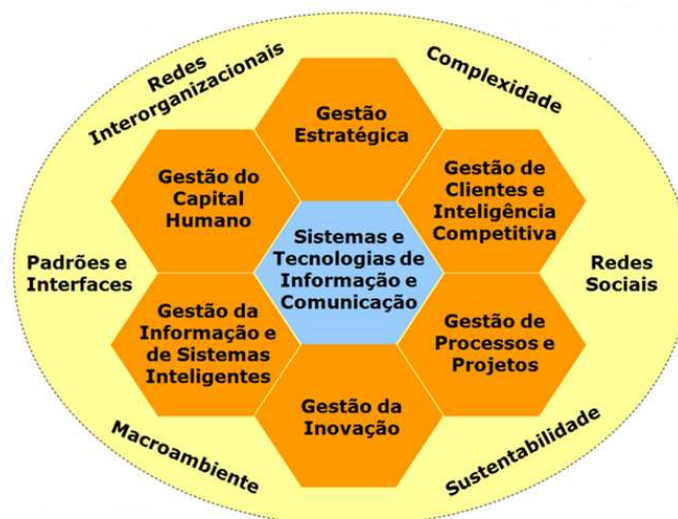 Redes
Interorganizacionais
Complexidade
Gestão
Estratégica
Gestão do
Capital
Humano
Gestão de
Clientes e
Inteligência
Competitiva
Sistemas e
Tecnologias de
Informação e
Comunicação
Padrões e
Interfaces
Redes
Sociais
Gestão da
Informação e
de Sistemas
Inteligentes
Gestão de
Processos e
Projetos
Gestão da
Inovação
Macroambiente
Sustentabilidade